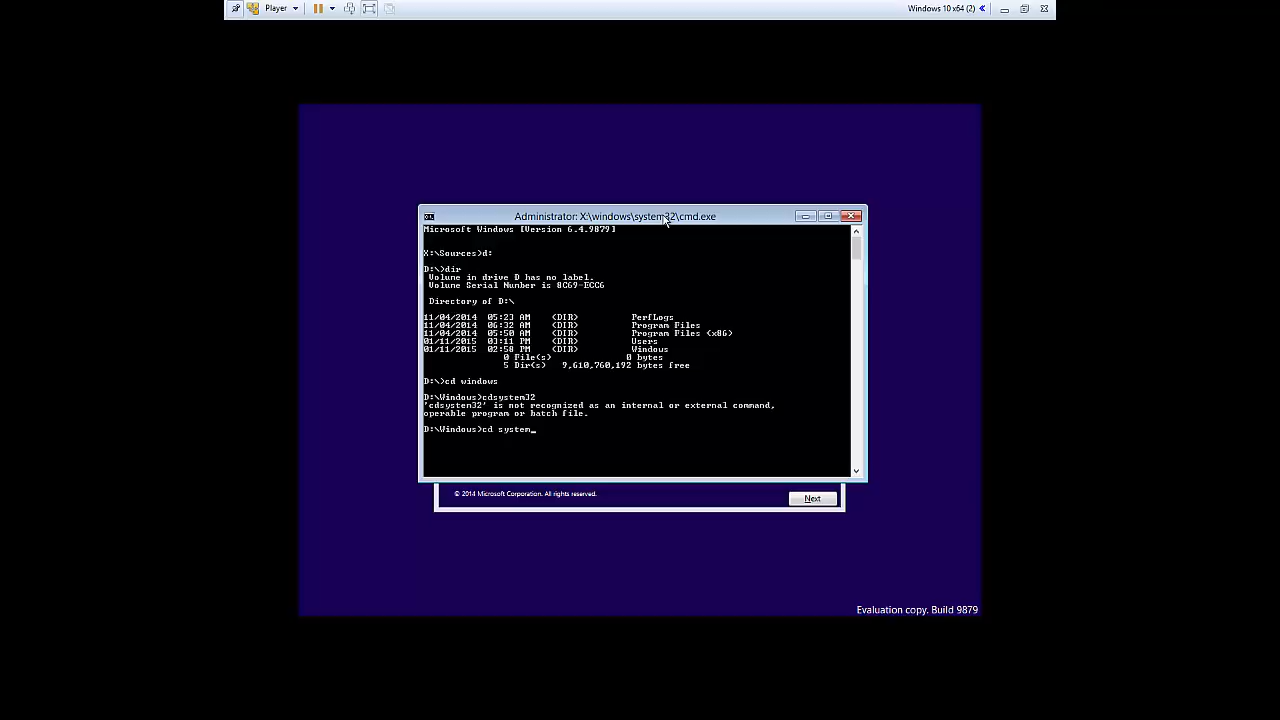 Player
Windows 10 x64 (2)
Administrator: X:\windows\system32\cmd.exe
Microsoft Windows [Version 6.4.9879]
X:\Sources>d:
D:\>dir
Volume in drive D has no label.
Volume Serial Number is 8C69-ECC6
Directory of D:\
11/04/2014 05:23 AM <DIR> PerfLogs
11/04/2014 06:32 AM <DIR> Program Files
11/04/2014 05:50 AM <DIR> Program Files (x86)
01/11/2015 03:11 PM <DIR> Users
01/11/2015 02:58 PM <DIR> Windows
0 File(s) 0 bytes
5 Dir(s) 9,610,760,192 bytes free
D:\>cd windows
D:\Windows>cdsystem32
'cdsystem32' is not recognized as an internal or external command,
operable program or batch file.
D:\Windows>cd system_
© 2014 Microsoft Corporation. All rights reserved.
Next
Evaluation copy. Build 9879